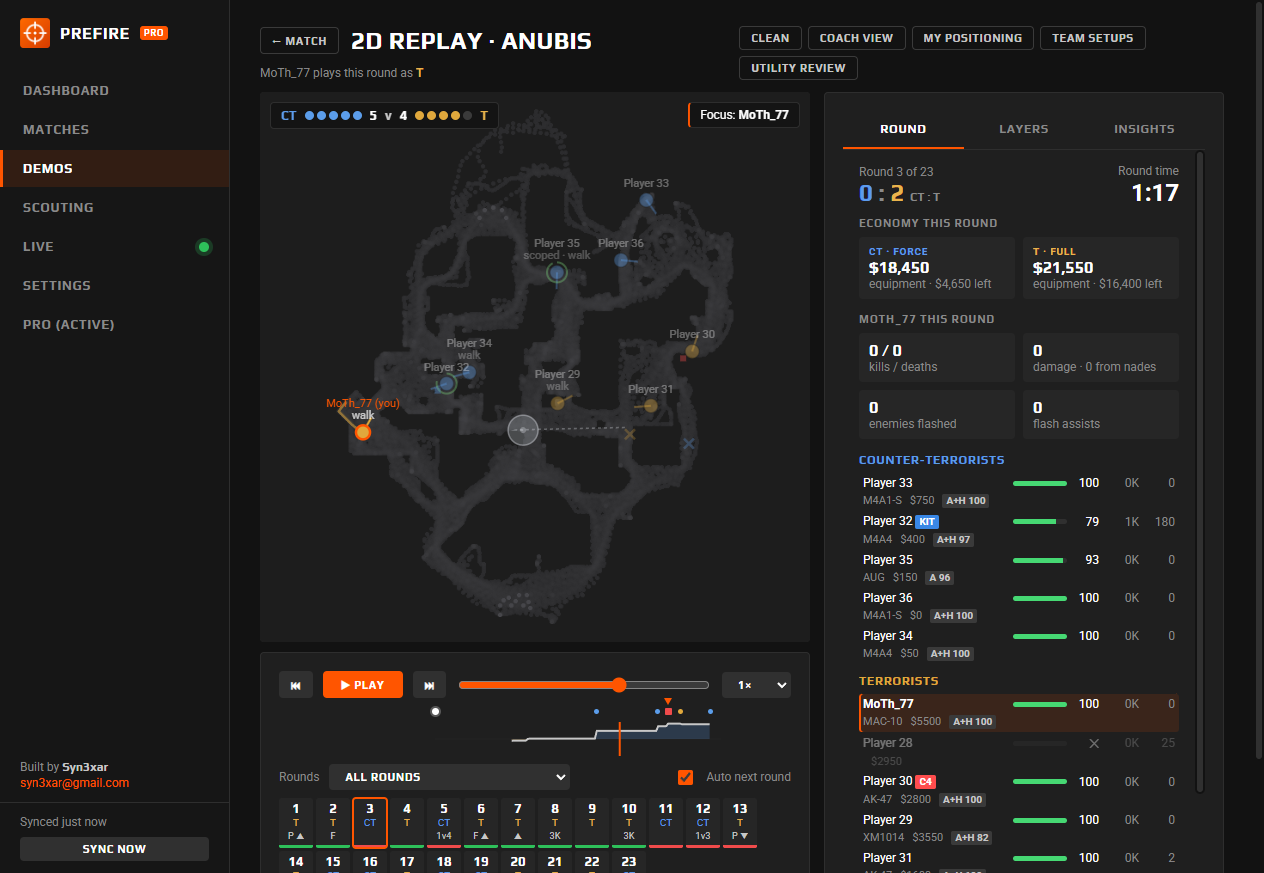 PREFIRE PRO
DASHBOARD
MATCHES
DEMOS
SCOUTING
LIVE
SETTINGS
PRO (ACTIVE)
Built by Syn3xar
syn3xar@gmail.com
Synced just now
SYNC NOW
← MATCH
2D REPLAY · ANUBIS
MoTh_77 plays this round as T
CLEAN
COACH VIEW
MY POSITIONING
TEAM SETUPS
UTILITY REVIEW
CT 5 v 4 T
Focus: MoTh_77
Player 33
Player 35
scoped · walk
Player 36
Player 30
Player 34
walk
Player 32
Player 29
walk
Player 31
MoTh_77 (you)
walk
PLAY
1×
Rounds
ALL ROUNDS
Auto next round
1 2 3 4 5 6 7 8 9 10 11 12 13
T T CT T CT T T T T T CT CT T
P ▲ F 1v4 F ▲ ▲ 3K 3K 1v3 P ▼
14 15 16 17 18 19 20 21 22 23
ROUND
LAYERS
INSIGHTS
Round 3 of 23
Round time
0 : 2 CT : T
1:17
ECONOMY THIS ROUND
CT · FORCE
$18,450
equipment · $4,650 left
T · FULL
$21,550
equipment · $16,400 left
MOTH_77 THIS ROUND
0 / 0
kills / deaths
0
damage · 0 from nades
0
enemies flashed
0
flash assists
COUNTER-TERRORISTS
Player 33 100 0K 0
M4A1-S $750 A+H 100
Player 32 KIT 79 1K 180
M4A4 $400 A+H 97
Player 35 93 0K 0
AUG $150 A 96
Player 36 100 0K 0
M4A1-S $0 A+H 100
Player 34 100 0K 0
M4A4 $50 A+H 100
TERRORISTS
MoTh_77 100 0K 0
MAC-10 $5500 A+H 100
Player 28 ✕ 0K 25
$2950
Player 30 C4 100 0K 0
AK-47 $2800 A+H 100
Player 29 100 0K 0
XM1014 $3550 A+H 82
Player 31 100 0K 2